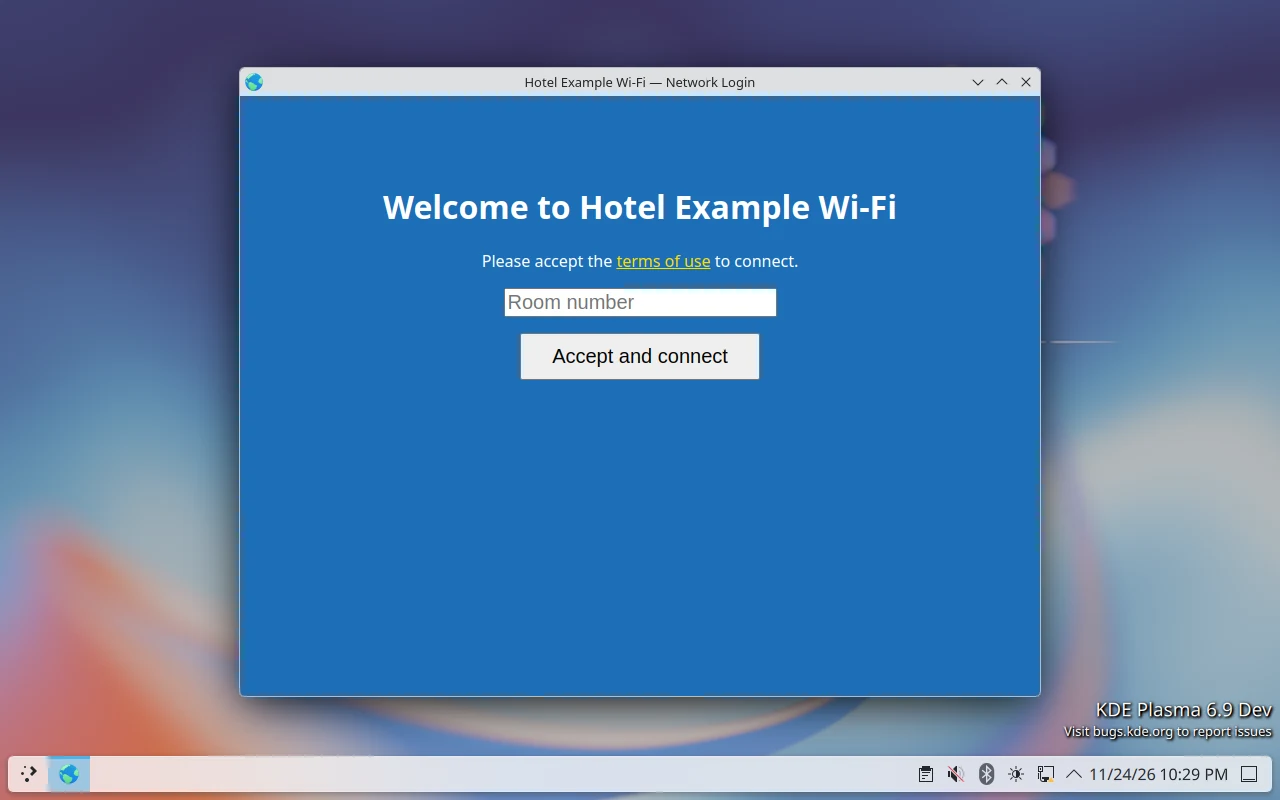 Hotel Example Wi-Fi — Network Login
Welcome to Hotel Example Wi-Fi
Please accept the terms of use to connect.
Room number
Accept and connect
KDE Plasma 6.9 Dev
Visit bugs.kde.org to report issues
11/24/26 10:29 PM